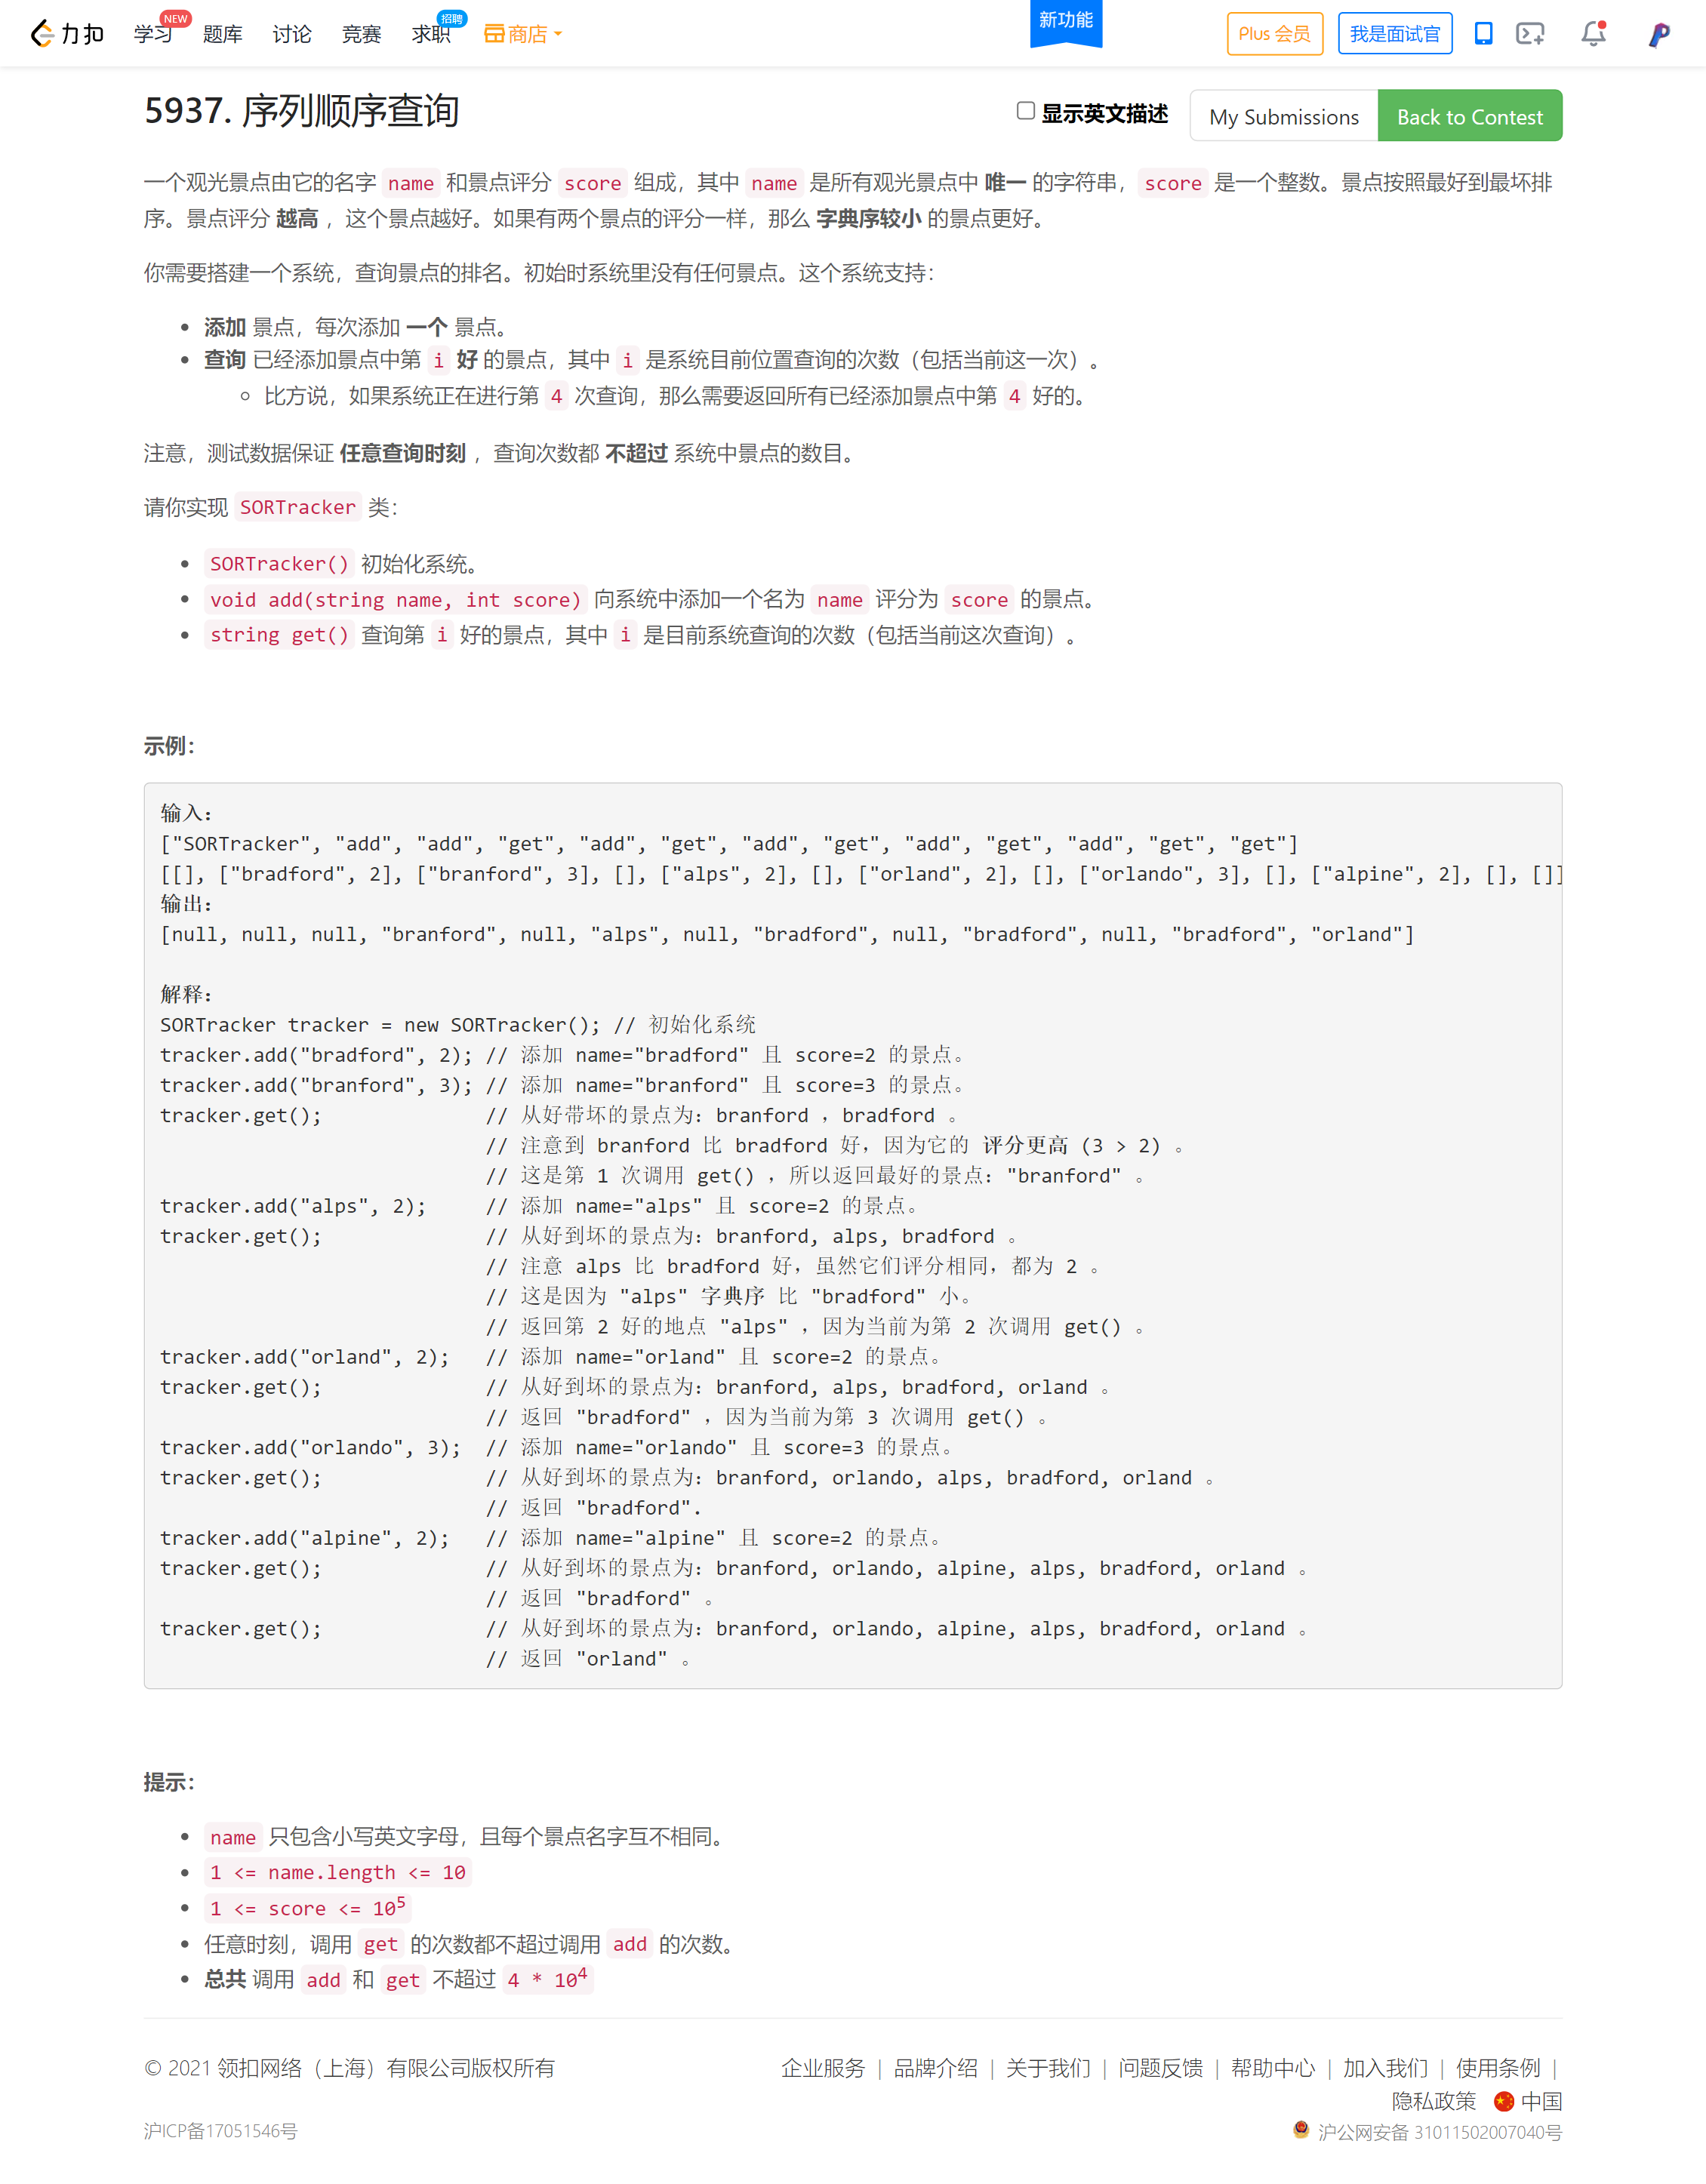 力扣 学习 NEW 题库 讨论 竞赛 求职 招聘 商店 新功能 Plus 会员 我是面试官
5937. 序列顺序查询 显示英文描述 My Submissions Back to Contest
一个观光景点由它的名字 name 和景点评分 score 组成，其中 name 是所有观光景点中 唯一 的字符串，score 是一个整数。景点按照最好到最坏排
序。景点评分 越高 ，这个景点越好。如果有两个景点的评分一样，那么 字典序较小 的景点更好。
你需要搭建一个系统，查询景点的排名。初始时系统里没有任何景点。这个系统支持：
添加 景点，每次添加 一个 景点。
查询 已经添加景点中第 i 好 的景点，其中 i 是系统目前位置查询的次数（包括当前这一次）。
比方说，如果系统正在进行第 4 次查询，那么需要返回所有已经添加景点中第 4 好的。
注意，测试数据保证 任意查询时刻 ，查询次数都 不超过 系统中景点的数目。
请你实现 SORTracker 类：
SORTracker() 初始化系统。
void add(string name, int score) 向系统中添加一个名为 name 评分为 score 的景点。
string get() 查询第 i 好的景点，其中 i 是目前系统查询的次数（包括当前这次查询）。
示例：
输入：
["SORTracker", "add", "add", "get", "add", "get", "add", "get", "add", "get", "add", "get", "get"]
[[], ["bradford", 2], ["branford", 3], [], ["alps", 2], [], ["orland", 2], [], ["orlando", 3], [], ["alpine", 2], [], []]
输出：
[null, null, null, "branford", null, "alps", null, "bradford", null, "bradford", null, "bradford", "orland"]
解释：
SORTracker tracker = new SORTracker(); // 初始化系统
tracker.add("bradford", 2); // 添加 name="bradford" 且 score=2 的景点。
tracker.add("branford", 3); // 添加 name="branford" 且 score=3 的景点。
tracker.get(); // 从好带坏的景点为：branford ，bradford 。
// 注意到 branford 比 bradford 好，因为它的 评分更高 (3 > 2) 。
// 这是第 1 次调用 get() ，所以返回最好的景点："branford" 。
tracker.add("alps", 2); // 添加 name="alps" 且 score=2 的景点。
tracker.get(); // 从好到坏的景点为：branford, alps, bradford 。
// 注意 alps 比 bradford 好，虽然它们评分相同，都为 2 。
// 这是因为 "alps" 字典序 比 "bradford" 小。
// 返回第 2 好的地点 "alps" ，因为当前为第 2 次调用 get() 。
tracker.add("orland", 2); // 添加 name="orland" 且 score=2 的景点。
tracker.get(); // 从好到坏的景点为：branford, alps, bradford, orland 。
// 返回 "bradford" ，因为当前为第 3 次调用 get() 。
tracker.add("orlando", 3); // 添加 name="orlando" 且 score=3 的景点。
tracker.get(); // 从好到坏的景点为：branford, orlando, alps, bradford, orland 。
// 返回 "bradford".
tracker.add("alpine", 2); // 添加 name="alpine" 且 score=2 的景点。
tracker.get(); // 从好到坏的景点为：branford, orlando, alpine, alps, bradford, orland 。
// 返回 "bradford" 。
tracker.get(); // 从好到坏的景点为：branford, orlando, alpine, alps, bradford, orland 。
// 返回 "orland" 。
提示：
name 只包含小写英文字母，且每个景点名字互不相同。
1 <= name.length <= 10
1 <= score <= 10⁵
任意时刻，调用 get 的次数都不超过调用 add 的次数。
总共 调用 add 和 get 不超过 4 * 10⁴
© 2021 领扣网络（上海）有限公司版权所有 企业服务 | 品牌介绍 | 关于我们 | 问题反馈 | 帮助中心 | 加入我们 | 使用条例 |
隐私政策 中国
沪ICP备17051546号 沪公网安备 31011502007040号